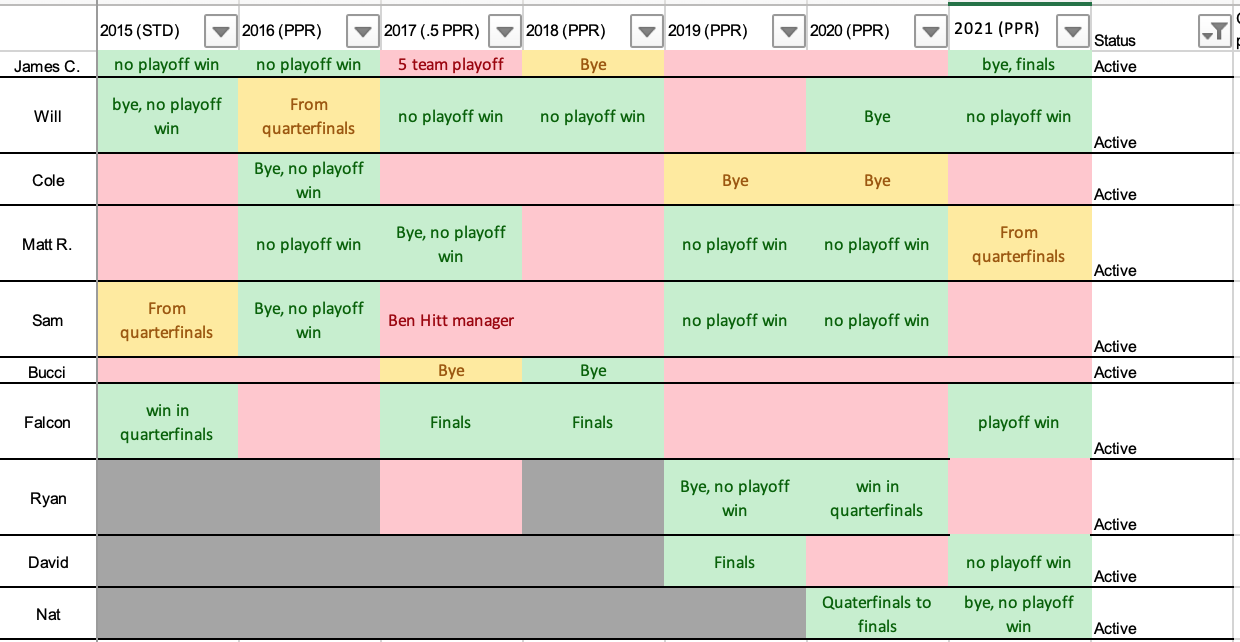 2015 (STD) 2016 (PPR) 2017 (.5 PPR) 2018 (PPR) 2019 (PPR) 2020 (PPR) 2021 (PPR) Status
James C. no playoff win no playoff win 5 team playoff Bye bye, finals Active
Will bye, no playoff win From quarterfinals no playoff win no playoff win Bye no playoff win Active
Cole Bye, no playoff win Bye Bye Active
Matt R. no playoff win Bye, no playoff win no playoff win no playoff win From quarterfinals Active
Sam From quarterfinals Bye, no playoff win Ben Hitt manager no playoff win no playoff win Active
Bucci Bye Bye Active
Falcon win in quarterfinals Finals Finals playoff win Active
Ryan Bye, no playoff win win in quarterfinals Active
David Finals no playoff win Active
Nat Quaterfinals to finals bye, no playoff win Active